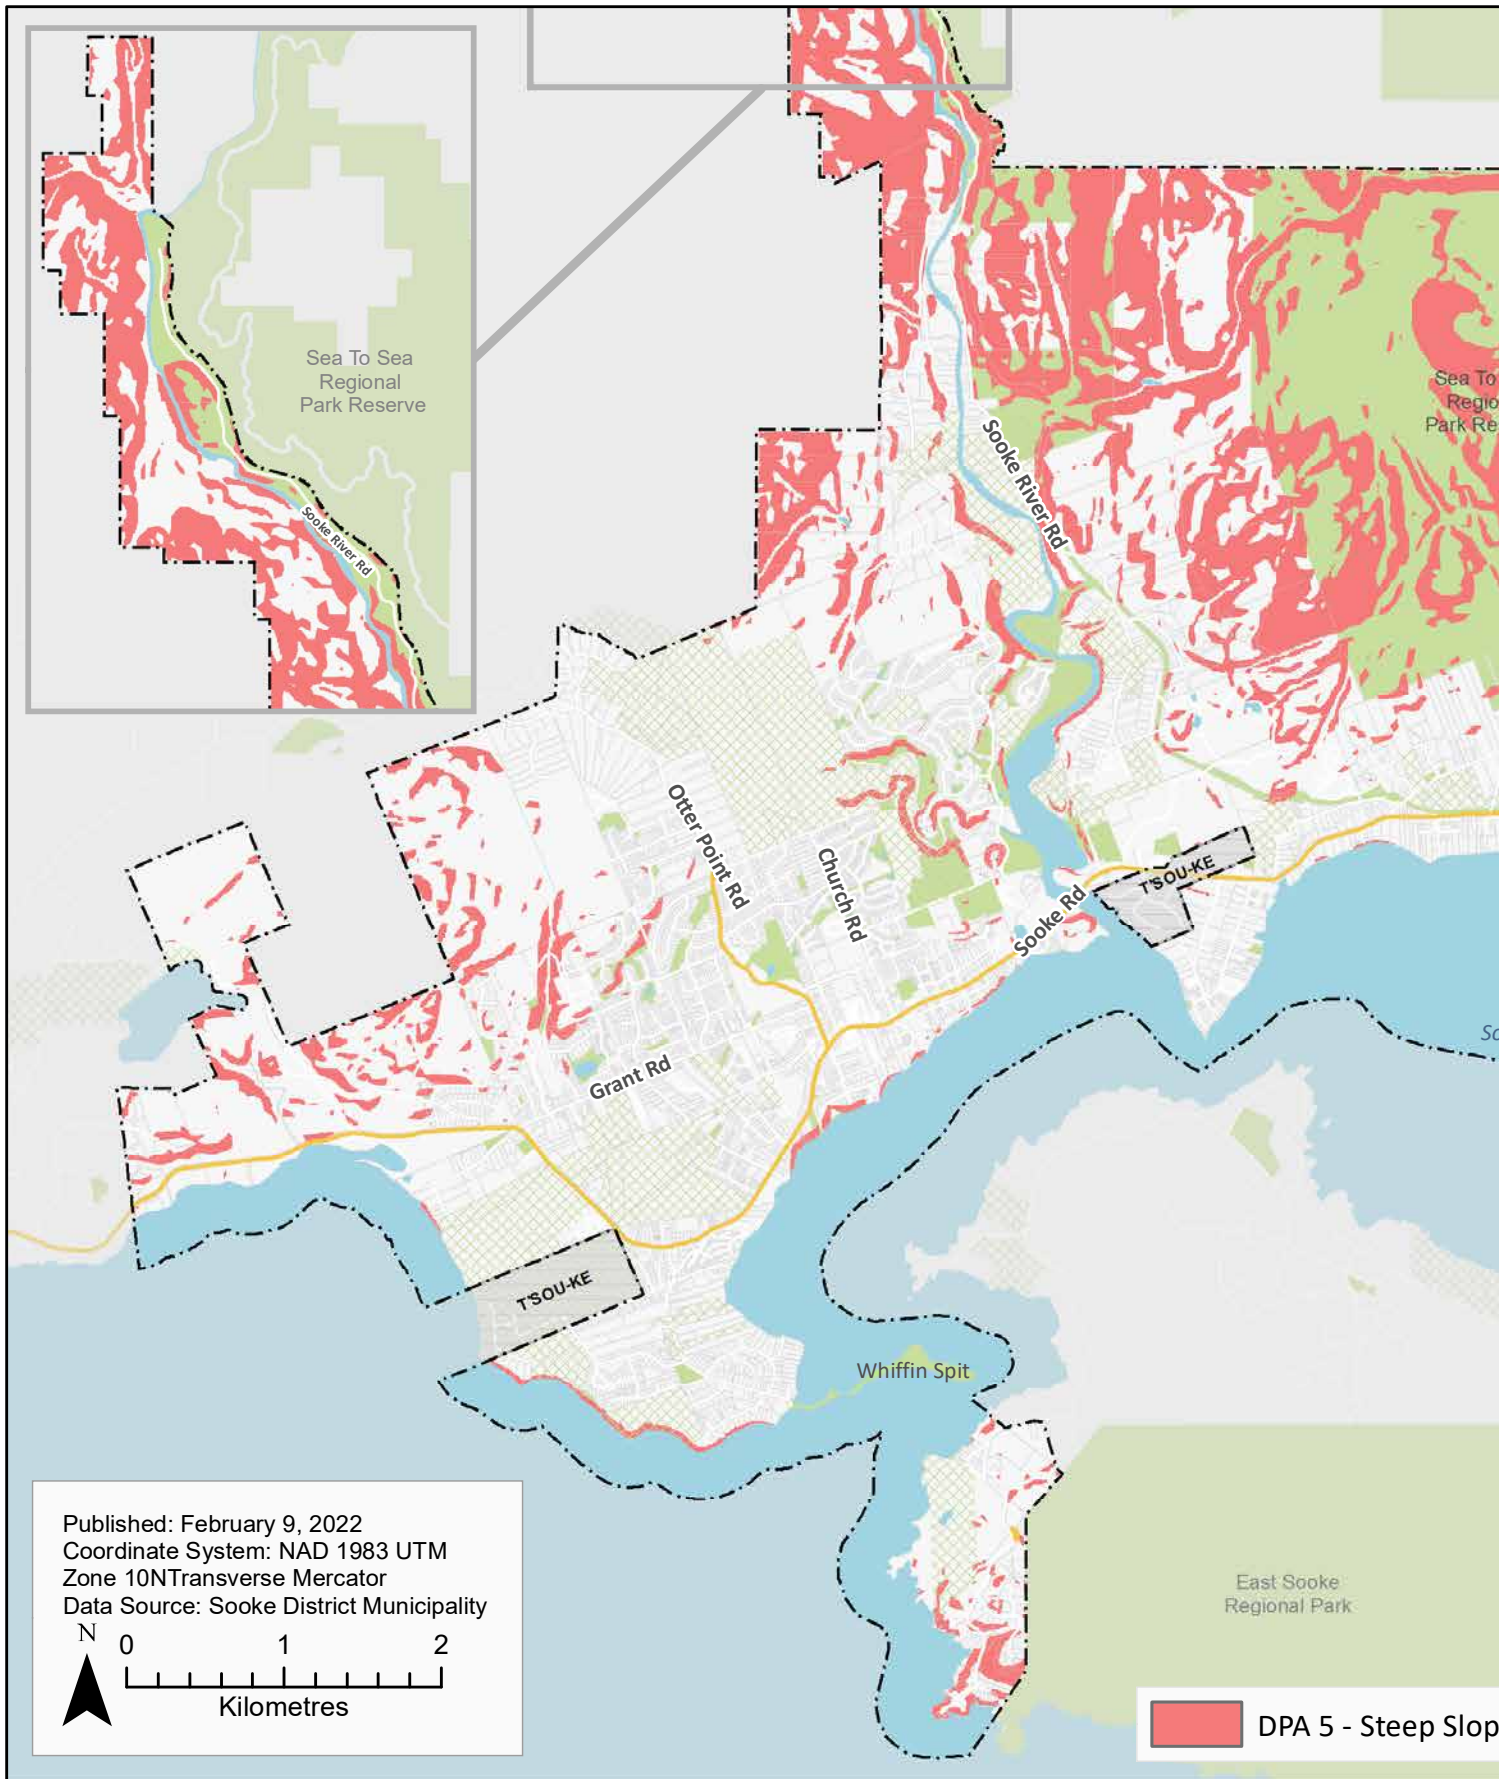 Sea To Sea
Regional
Park Reserve
Sooke River Rd
Sea To
Regio
Park Re
Sooke River Rd
Otter Point Rd
Church Rd
T'SOU-KE
Sooke Rd
So
Grant Rd
T'SOU-KE
Whiffin Spit
Published: February 9, 2022
Coordinate System: NAD 1983 UTM
Zone 10NTransverse Mercator
Data Source: Sooke District Municipality
N
0 1 2
Kilometres
East Sooke
Regional Park
DPA 5 - Steep Slop